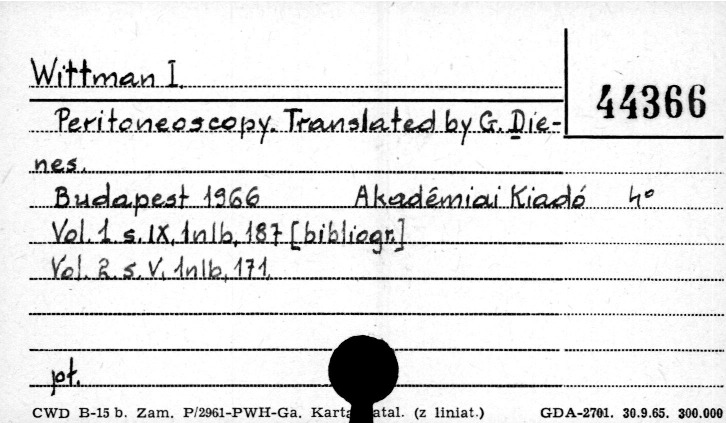 Wittman I.
44366
Peritoneoscopy. Translated by G. Die-
nes.
Budapest 1966 Akadémiai Kiadó 4°
Vol. 1. s. IX, 1nlb, 187 [bibliogr.]
Vol. 2. s. V, 1nlb, 171.
pt.
CWD B-15 b. Zam. P/2961-PWH-Ga. Karta atal. (z liniat.) GDA-2701. 30.9.65. 300.000